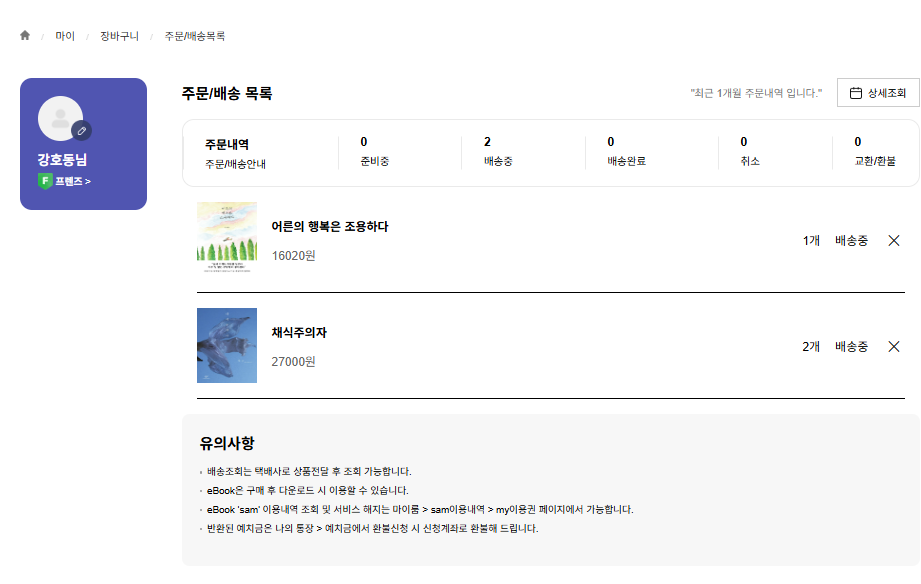 / 마이 / 장바구니 / 주문/배송목록
강호동님
F 프렌즈 >
주문/배송 목록
"최근 1개월 주문내역 입니다."
상세조회
주문내역
주문/배송안내
0
준비중
2
배송중
0
배송완료
0
취소
0
교환/환불
어른의 행복은 조용하다
16020원
1개 배송중
채식주의자
27000원
2개 배송중
유의사항
· 배송조회는 택배사로 상품전달 후 조회 가능합니다.
· eBook은 구매 후 다운로드 시 이용할 수 있습니다.
· eBook 'sam' 이용내역 조회 및 서비스 해지는 마이룸 > sam이용내역 > my이용권 페이지에서 가능합니다.
· 반환된 예치금은 나의 통장 > 예치금에서 환불신청 시 신청계좌로 환불해 드립니다.